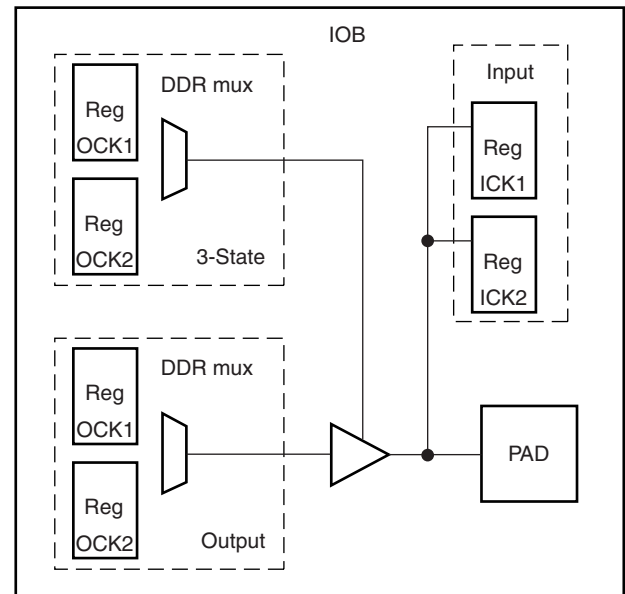 IOB
Reg
OCK1
DDR mux
Reg
OCK2
3-State
Input
Reg
ICK1
Reg
ICK2
Reg
OCK1
DDR mux
Reg
OCK2
Output
PAD